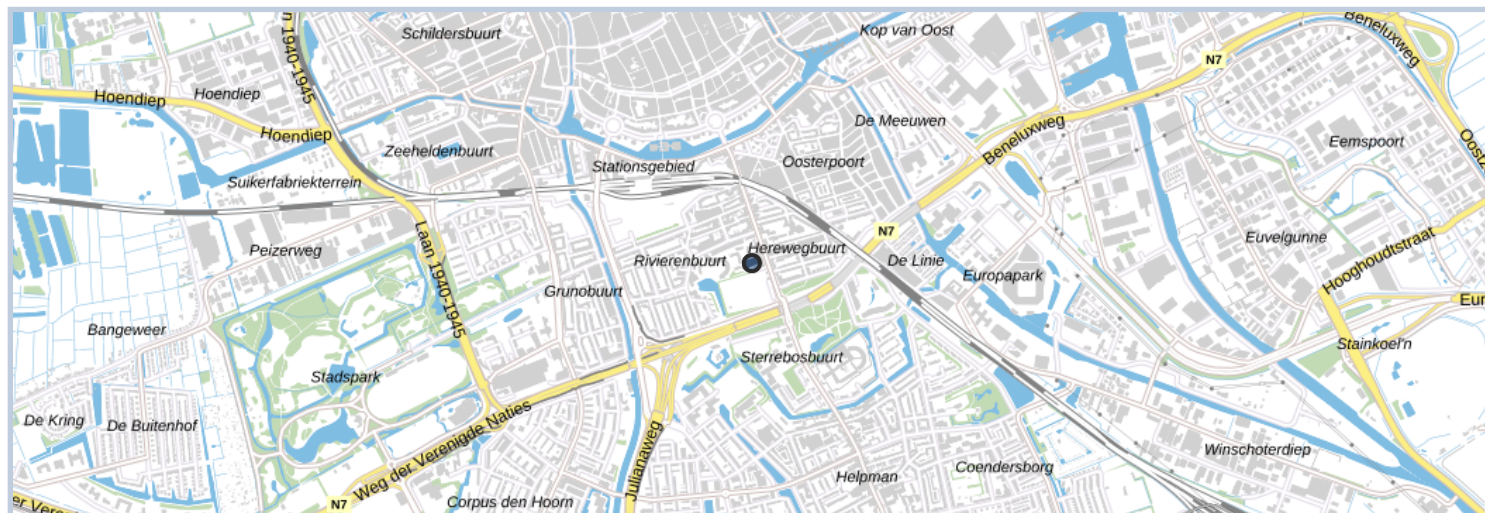 Laan 1940-1945
Schildersbuurt
Kop van Oost
Beneluxweg
N7
Hoendiep
Hoendiep
Hoendiep
De Meeuwen
Beneluxweg
Eemspoort
Zeeheldenbuurt
Stationsgebied
Oosterpoort
Suikerfabriekterrein
Peizerweg
Laan 1940-1945
Rivierenbuurt
Herewegbuurt
N7
De Linie
Europapark
Euvelgunne
Hooghoudtstraat
Grunobuurt
Eur
Bangeweer
Stadspark
Sterrebosbuurt
Stainkoel'n
De Kring
De Buitenhof
Weg der Verenigde Naties
Julianaweg
Helpman
Coendersborg
Winschoterdiep
N7
Corpus den Hoorn